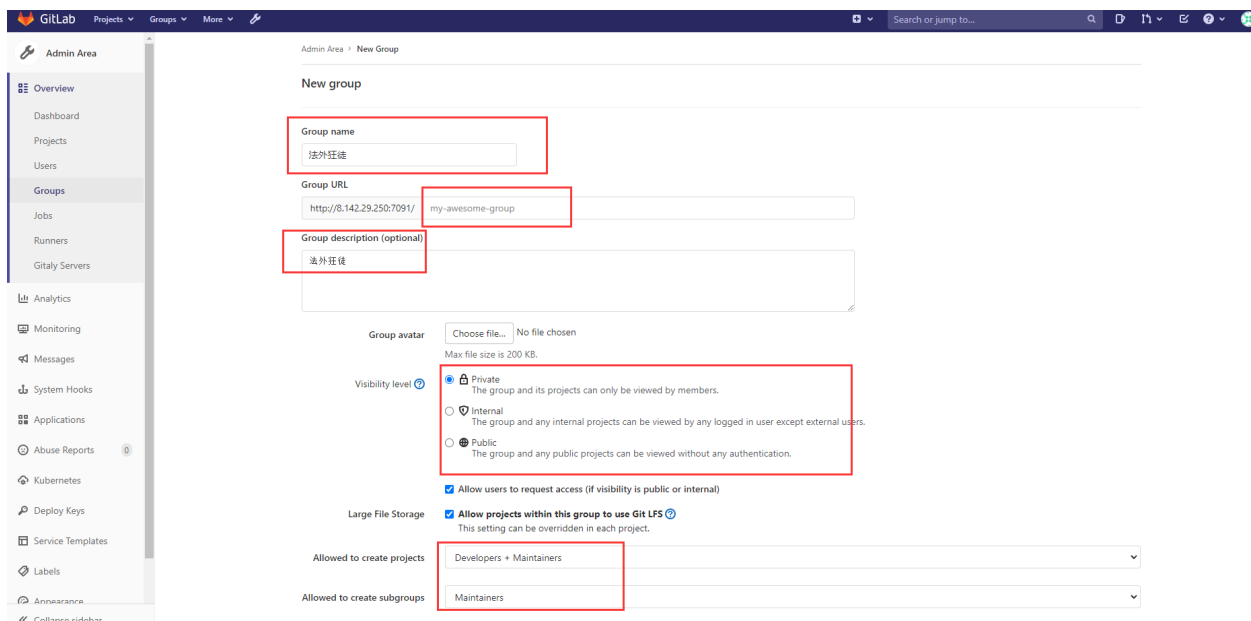 GitLab Projects Groups More Search or jump to...
Admin Area
Overview
Dashboard
Projects
Users
Groups
Jobs
Runners
Gitaly Servers
Analytics
Monitoring
Messages
System Hooks
Applications
Abuse Reports 0
Kubernetes
Deploy Keys
Service Templates
Labels
Appearance
Collapse sidebar
Admin Area > New Group
New group
Group name
法外狂徒
Group URL
http://8.142.29.250:7091/ my-awesome-group
Group description (optional)
法外狂徒
Group avatar Choose file... No file chosen
Max file size is 200 KB.
Visibility level Private
The group and its projects can only be viewed by members.
Internal
The group and any internal projects can be viewed by any logged in user except external users.
Public
The group and any public projects can be viewed without any authentication.
Allow users to request access (if visibility is public or internal)
Large File Storage Allow projects within this group to use Git LFS
This setting can be overridden in each project.
Allowed to create projects Developers + Maintainers
Allowed to create subgroups Maintainers